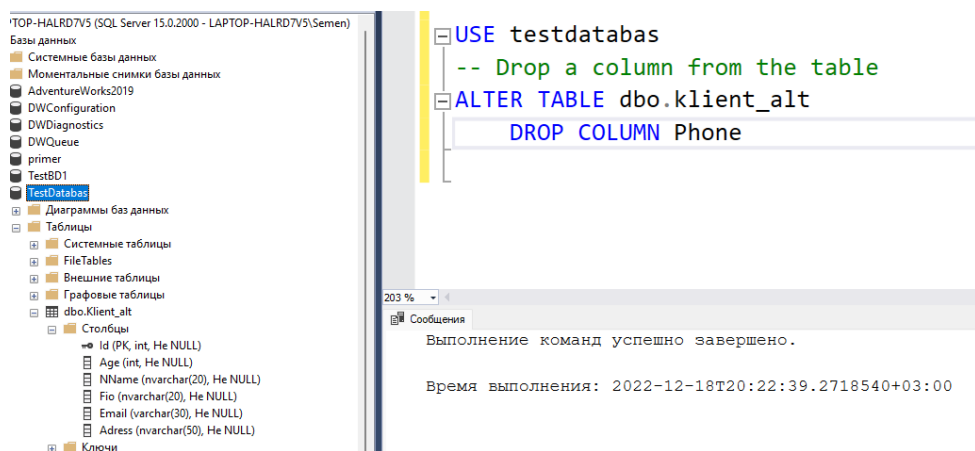 'TOP-HALRD7V5 (SQL Server 15.0.2000 - LAPTOP-HALRD7V5\Semen)
Базы данных
Системные базы данных
Моментальные снимки базы данных
AdventureWorks2019
DWConfiguration
DWDiagnostics
DWQueue
primer
TestBD1
TestDatabas
Диаграммы баз данных
Таблицы
Системные таблицы
FileTables
Внешние таблицы
Графовые таблицы
dbo.Klient_alt
Столбцы
Id (PK, int, Не NULL)
Age (int, Не NULL)
NName (nvarchar(20), Не NULL)
Fio (nvarchar(20), Не NULL)
Email (varchar(30), Не NULL)
Adress (nvarchar(50), Не NULL)
Ключи
USE testdatabas
-- Drop a column from the table
ALTER TABLE dbo.klient_alt
DROP COLUMN Phone
203 %
Сообщения
Выполнение команд успешно завершено.
Время выполнения: 2022-12-18T20:22:39.2718540+03:00